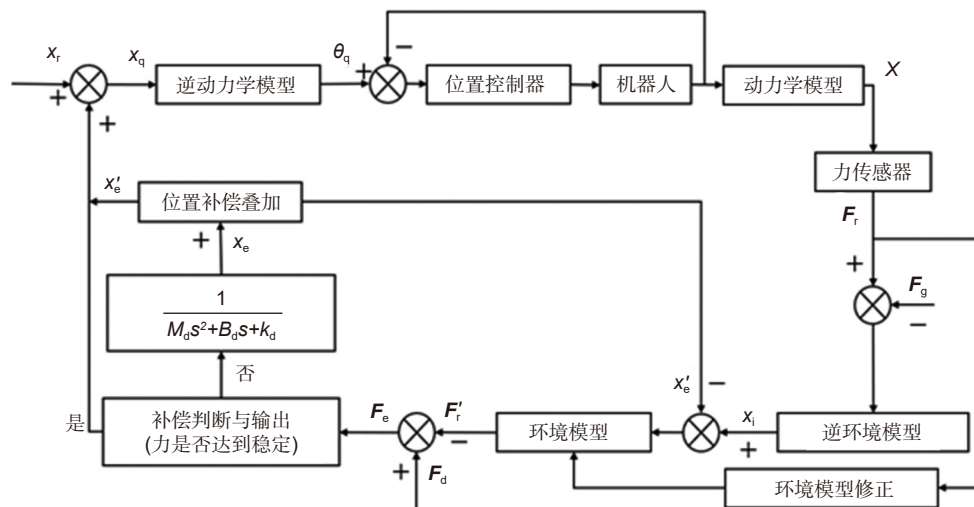 x_r
x_q
逆动力学模型
θ_q
+
−
位置控制器
机器人
动力学模型
X
+
+
力传感器
x′_e
位置补偿叠加
F_r
+
x_e
+
F_g
−
1
M_d s²+B_d s+k_d
否
x′_e
−
是
补偿判断与输出
(力是否达到稳定)
F_e
F′_r
−
环境模型
x_i
+
逆环境模型
+
F_d
环境模型修正